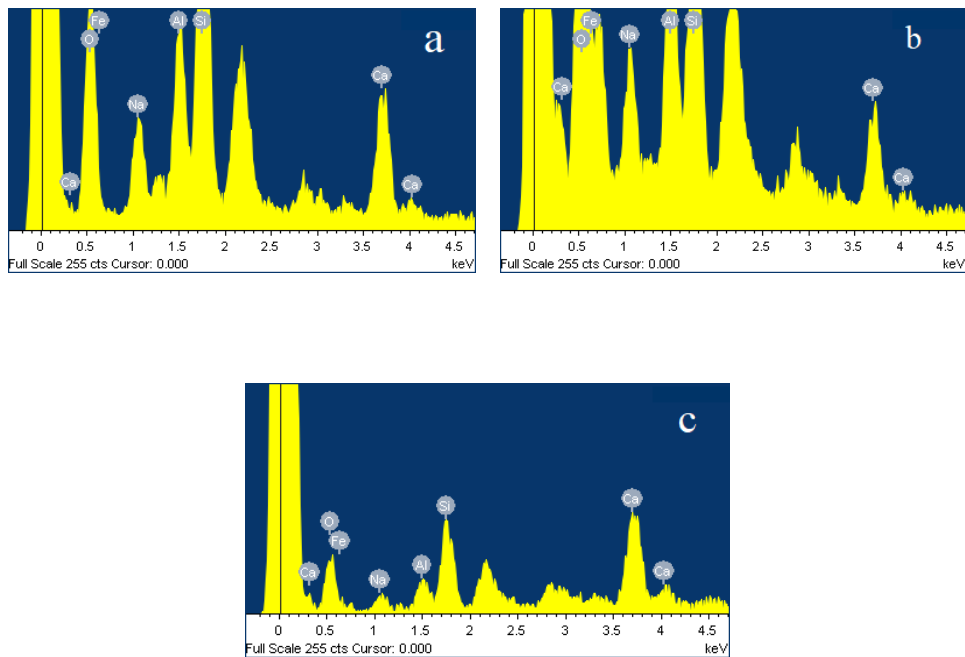 a
Fe Al Si
O
Ca
Na
Ca
Ca
0 0.5 1 1.5 2 2.5 3 3.5 4 4.5
Full Scale 255 cts Cursor: 0.000 keV
b
Fe Al Si
O
Na
Ca
Ca
Ca
0 0.5 1 1.5 2 2.5 3 3.5 4 4.5
Full Scale 255 cts Cursor: 0.000 keV
c
Ca
Si
O
Fe
Ca Na Al Ca
0 0.5 1 1.5 2 2.5 3 3.5 4 4.5
Full Scale 255 cts Cursor: 0.000 keV